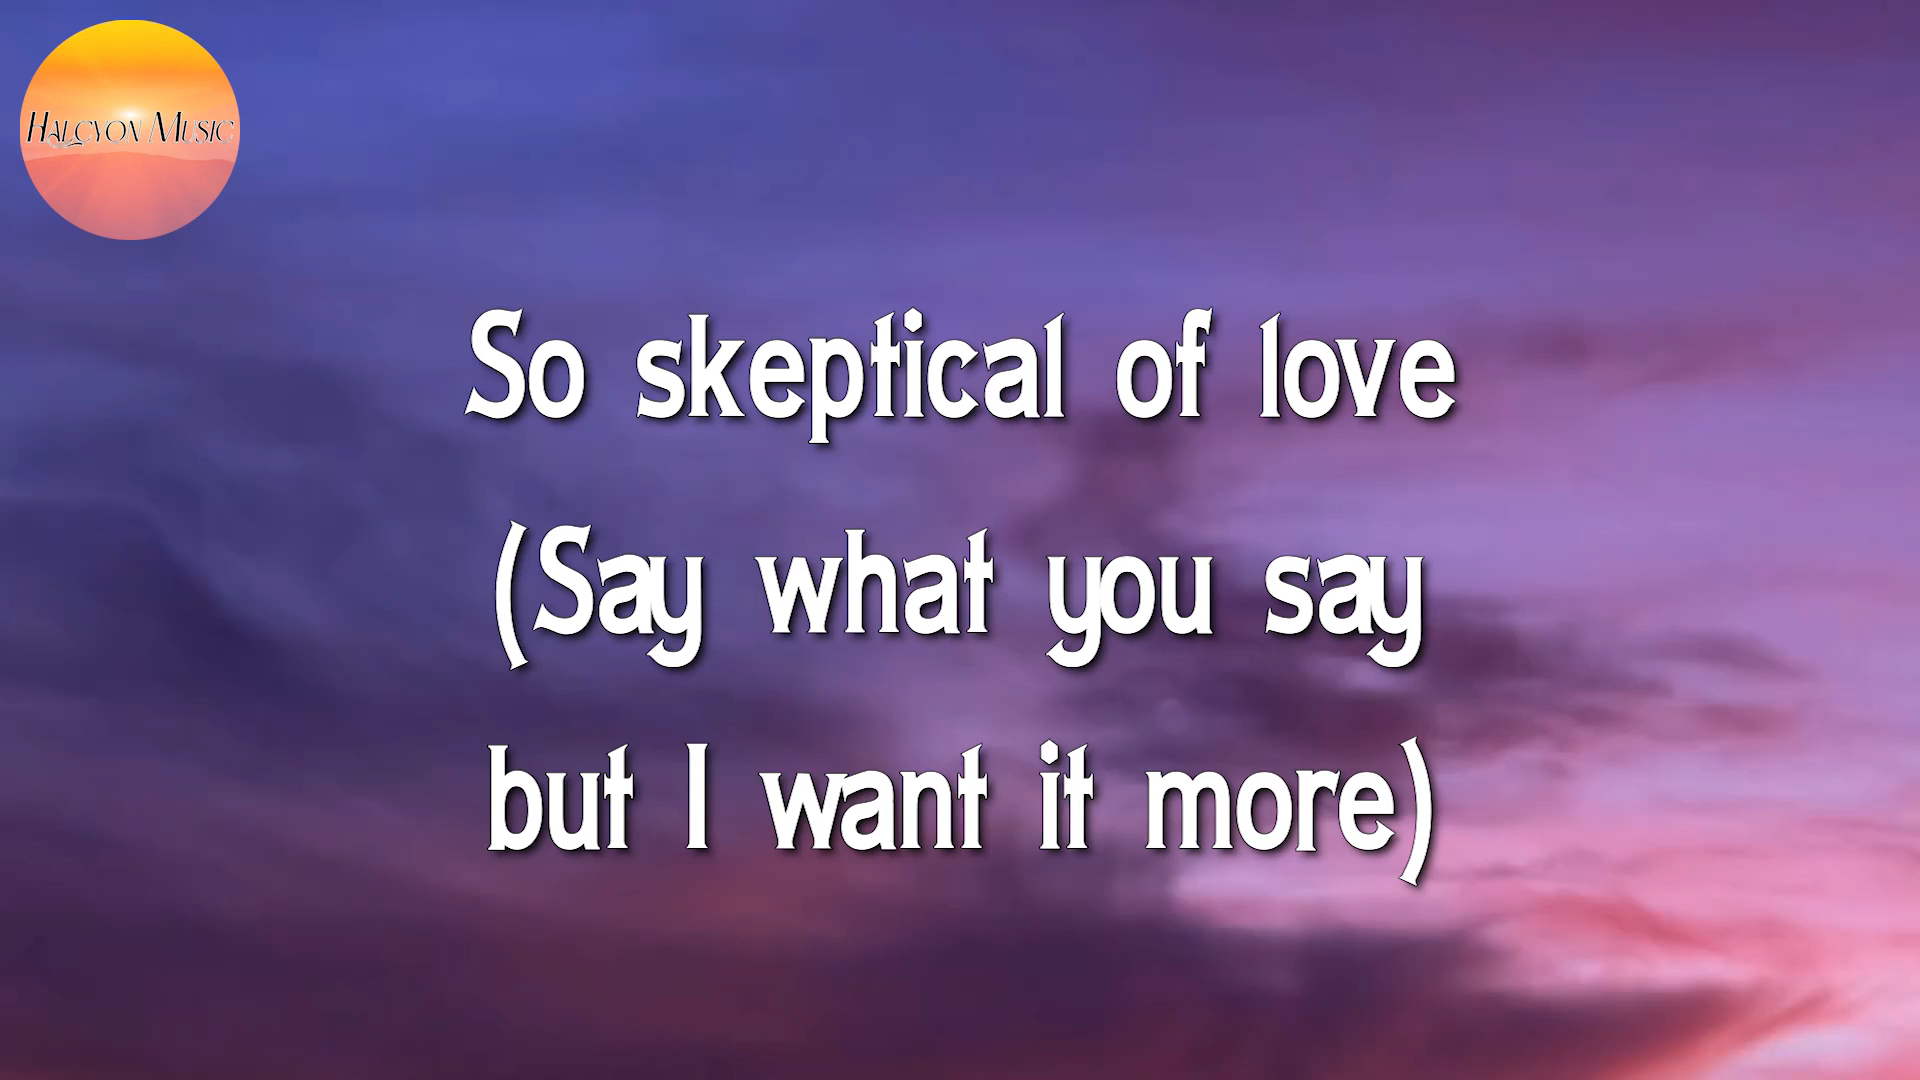 Halcyon Music
So skeptical of love
(Say what you say
but I want it more)